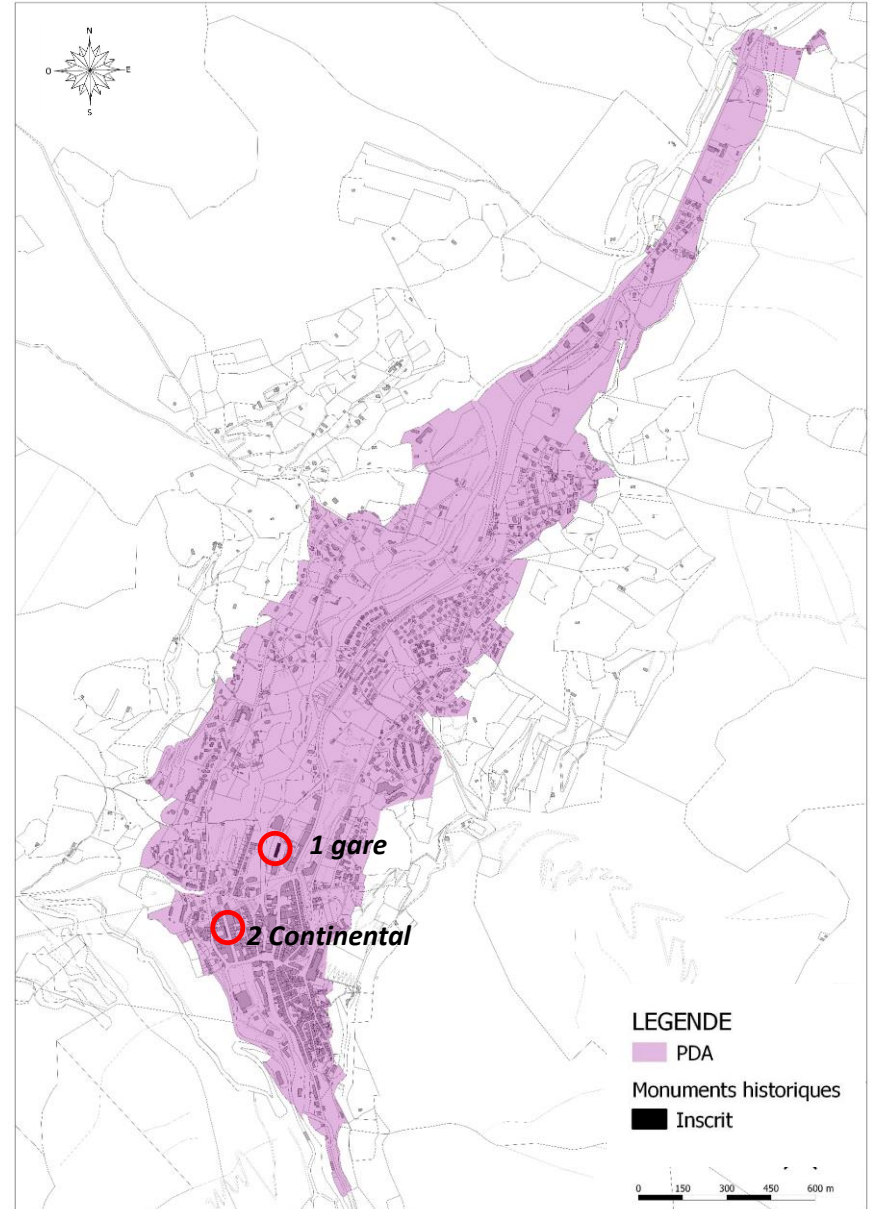 N
O
E
S
1 gare
2 Continental
LEGENDE
PDA
Monuments historiques
Inscrit
0 150 300 450 600 m